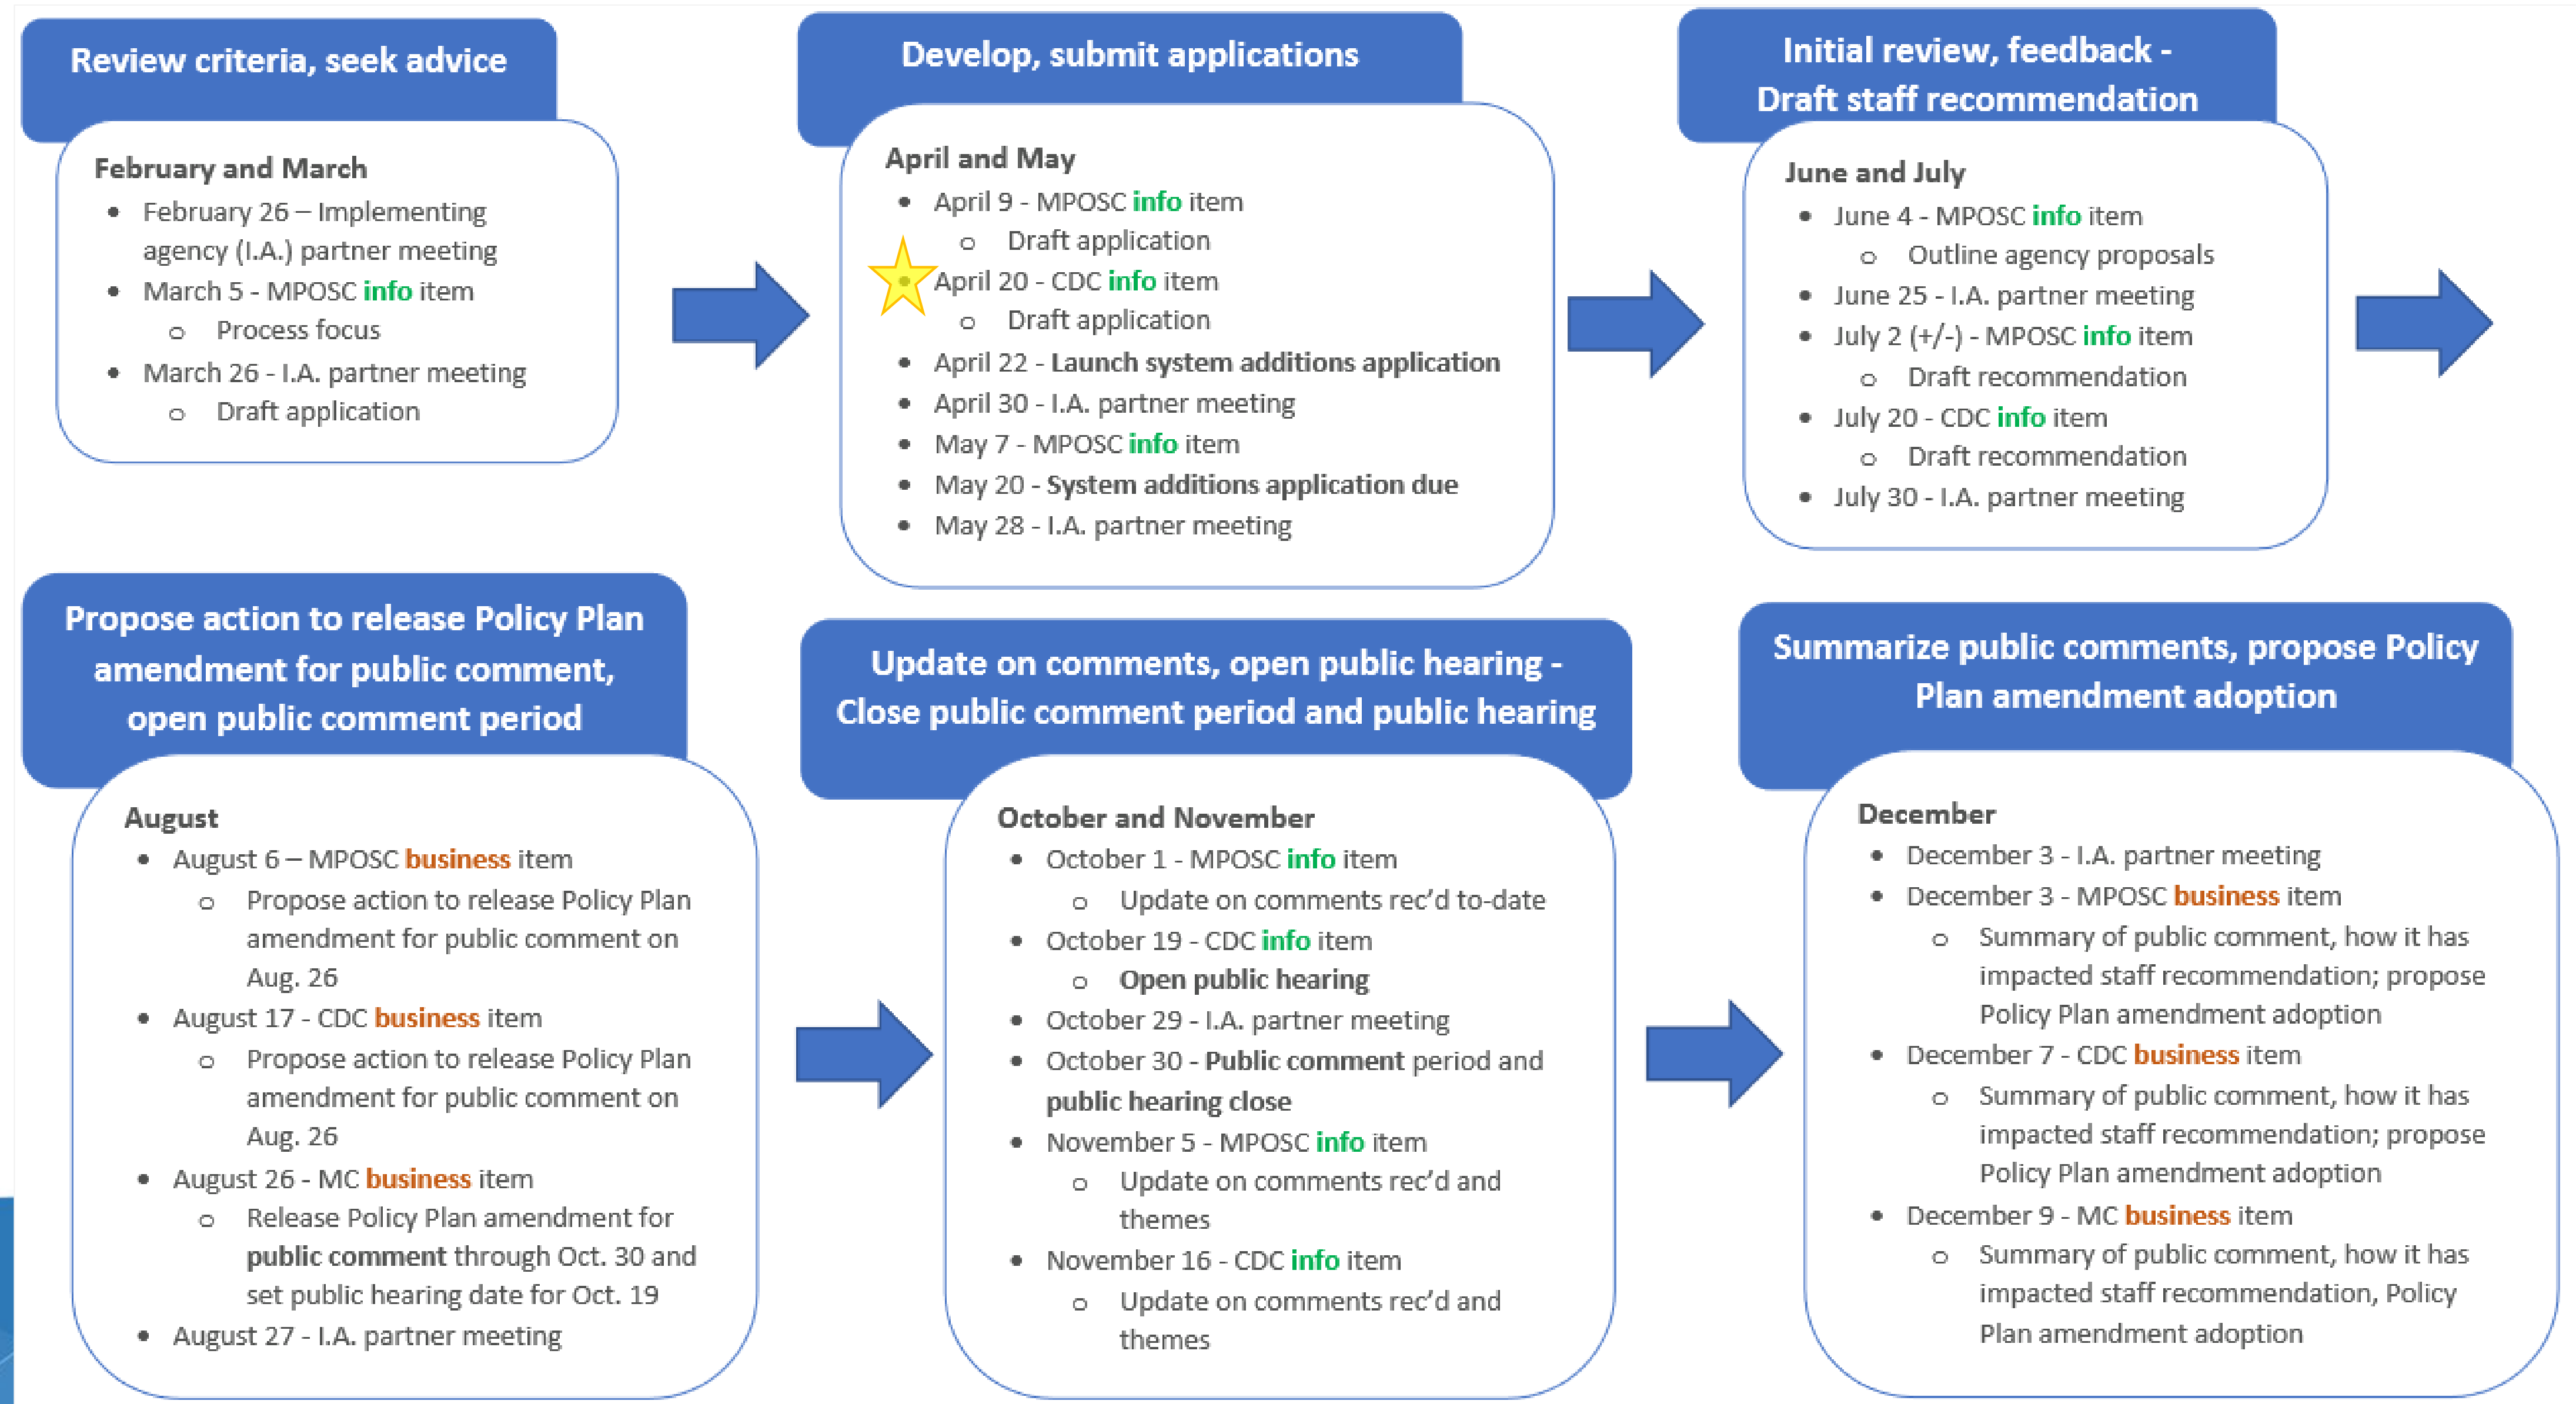 Review criteria, seek advice
February and March
• February 26 – Implementing
agency (I.A.) partner meeting
• March 5 - MPOSC info item
o Process focus
• March 26 - I.A. partner meeting
o Draft application
Develop, submit applications
April and May
• April 9 - MPOSC info item
o Draft application
• April 20 - CDC info item
o Draft application
• April 22 - Launch system additions application
• April 30 - I.A. partner meeting
• May 7 - MPOSC info item
• May 20 - System additions application due
• May 28 - I.A. partner meeting
Initial review, feedback -
Draft staff recommendation
June and July
• June 4 - MPOSC info item
o Outline agency proposals
• June 25 - I.A. partner meeting
• July 2 (+/-) - MPOSC info item
o Draft recommendation
• July 20 - CDC info item
o Draft recommendation
• July 30 - I.A. partner meeting
Propose action to release Policy Plan
amendment for public comment,
open public comment period
August
• August 6 – MPOSC business item
o Propose action to release Policy Plan
amendment for public comment on
Aug. 26
• August 17 - CDC business item
o Propose action to release Policy Plan
amendment for public comment on
Aug. 26
• August 26 - MC business item
o Release Policy Plan amendment for
public comment through Oct. 30 and
set public hearing date for Oct. 19
• August 27 - I.A. partner meeting
Update on comments, open public hearing -
Close public comment period and public hearing
October and November
• October 1 - MPOSC info item
o Update on comments rec’d to-date
• October 19 - CDC info item
o Open public hearing
• October 29 - I.A. partner meeting
• October 30 - Public comment period and
public hearing close
• November 5 - MPOSC info item
o Update on comments rec’d and
themes
• November 16 - CDC info item
o Update on comments rec’d and
themes
Summarize public comments, propose Policy
Plan amendment adoption
December
• December 3 - I.A. partner meeting
• December 3 - MPOSC business item
o Summary of public comment, how it has
impacted staff recommendation; propose
Policy Plan amendment adoption
• December 7 - CDC business item
o Summary of public comment, how it has
impacted staff recommendation; propose
Policy Plan amendment adoption
• December 9 - MC business item
o Summary of public comment, how it has
impacted staff recommendation, Policy
Plan amendment adoption